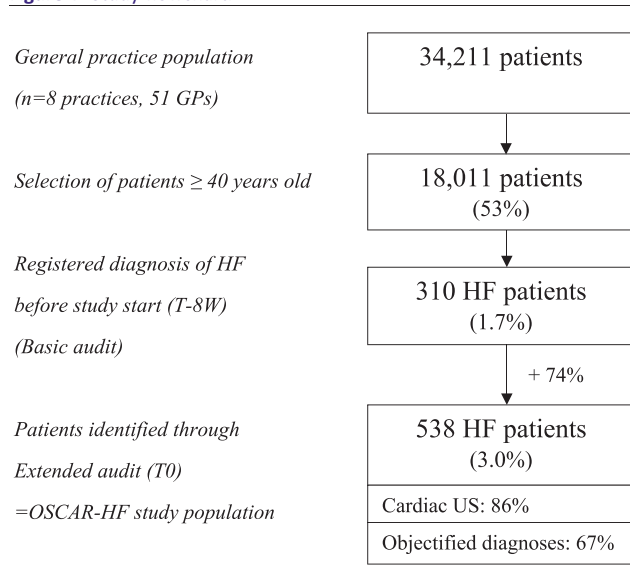 General practice population
(n=8 practices, 51 GPs)
34,211 patients
Selection of patients ≥ 40 years old
18,011 patients
(53%)
Registered diagnosis of HF
before study start (T-8W)
(Basic audit)
310 HF patients
(1.7%)
+ 74%
Patients identified through
Extended audit (T0)
=OSCAR-HF study population
538 HF patients
(3.0%)
Cardiac US: 86%
Objectified diagnoses: 67%